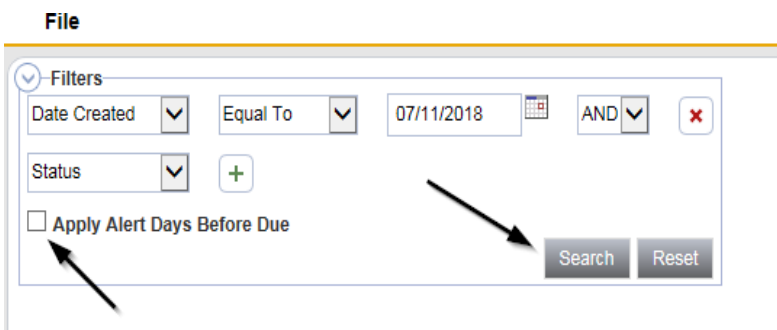 File
Filters
Date Created Equal To 07/11/2018 AND
Status
Apply Alert Days Before Due
Search Reset